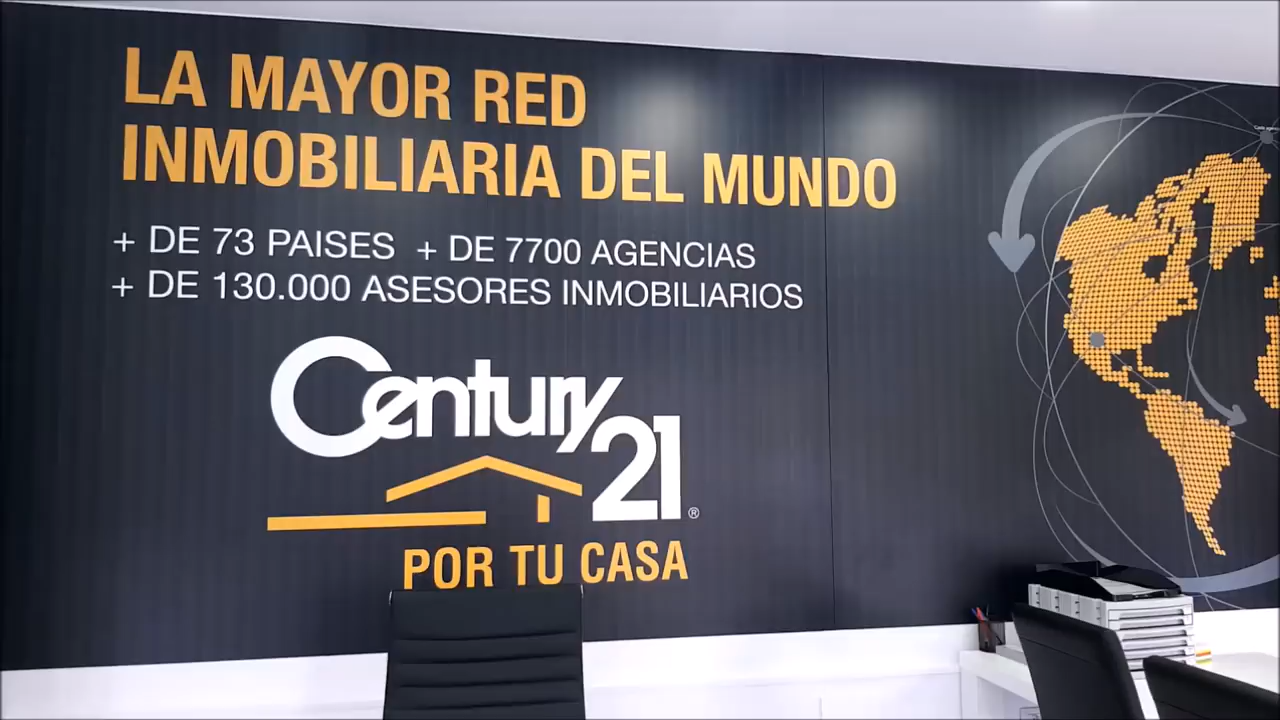 LA MAYOR RED
INMOBILIARIA DEL MUNDO
+ DE 73 PAISES + DE 7700 AGENCIAS
+ DE 130.000 ASESORES INMOBILIARIOS
Century
21®
POR TU CASA